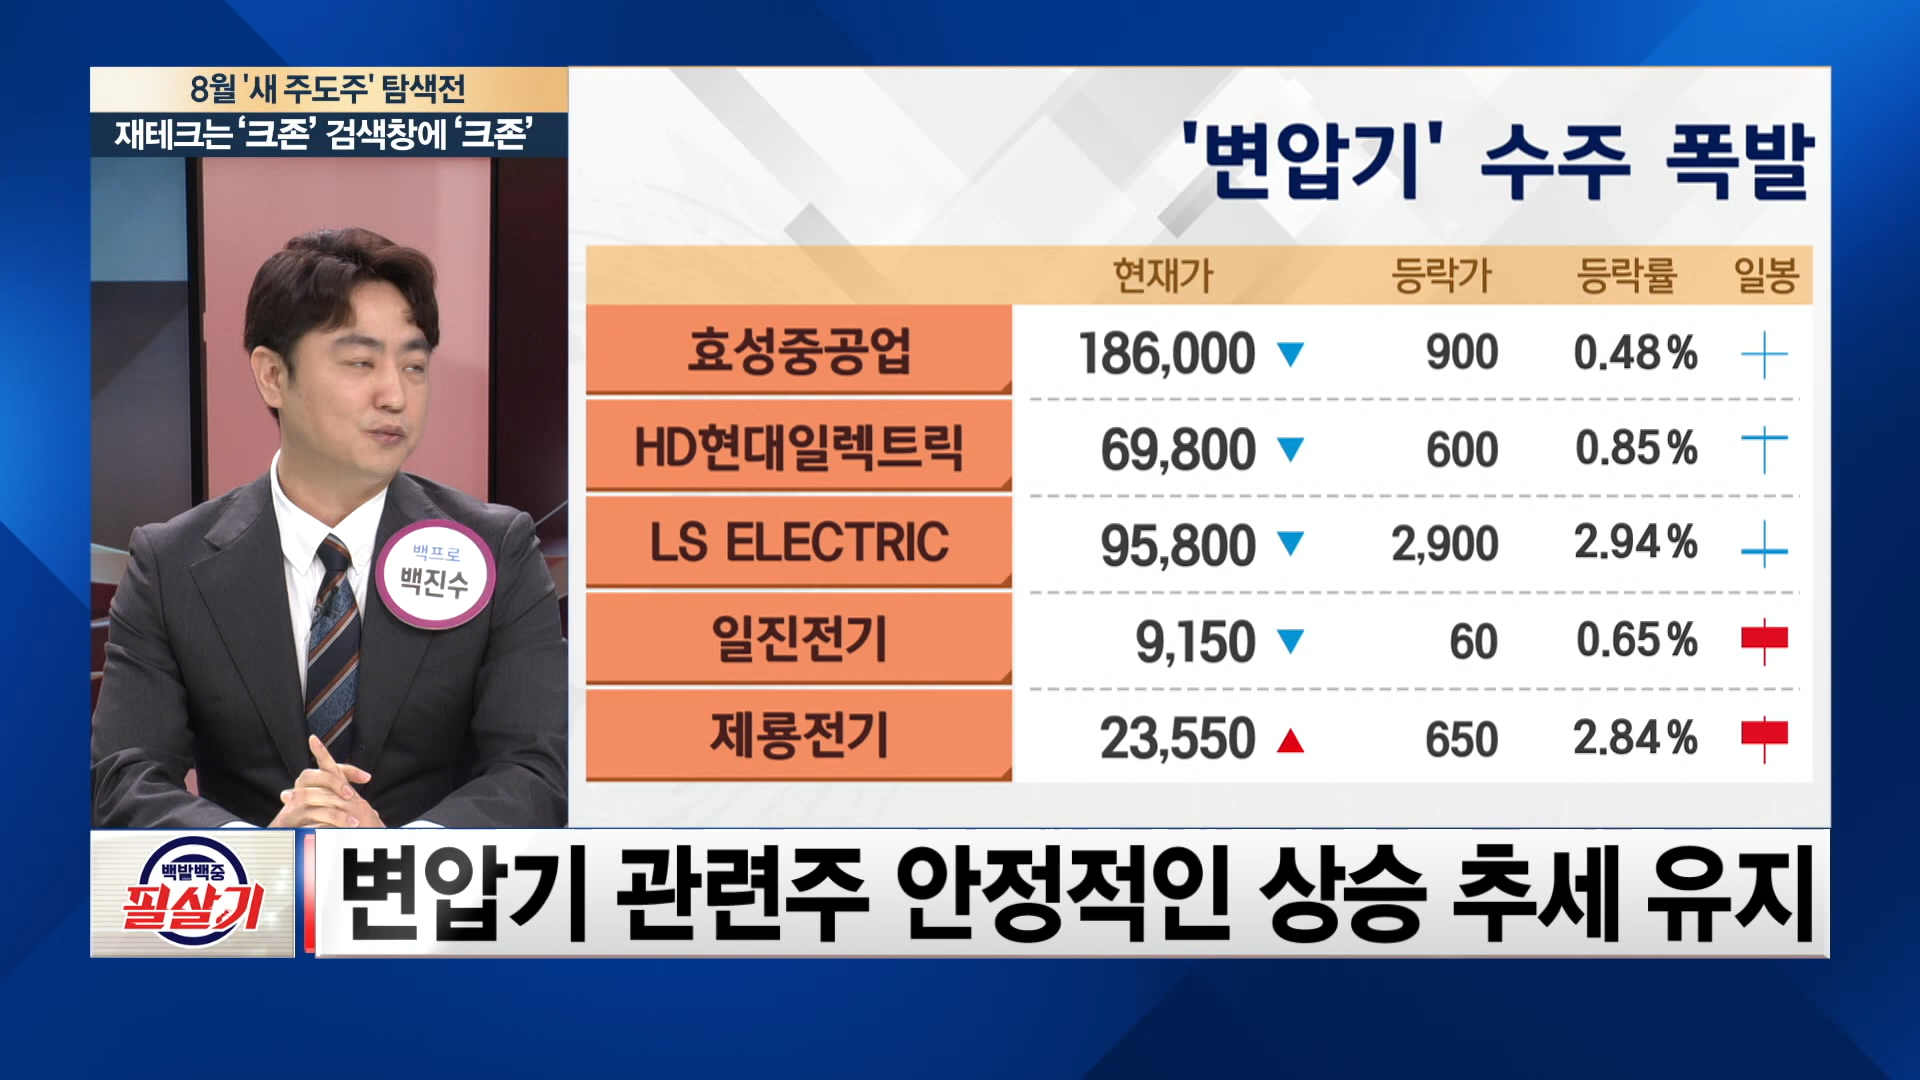 8월 '새 주도주' 탐색전
재테크는 ‘크존’ 검색창에 ‘크존’
'변압기' 수주 폭발
현재가 등락가 등락률 일봉
효성중공업 186,000 ▼ 900 0.48%
HD현대일렉트릭 69,800 ▼ 600 0.85%
LS ELECTRIC 95,800 ▼ 2,900 2.94%
일진전기 9,150 ▼ 60 0.65%
제룡전기 23,550 ▲ 650 2.84%
백프로
백진수
백발백중
필살기
변압기 관련주 안정적인 상승 추세 유지